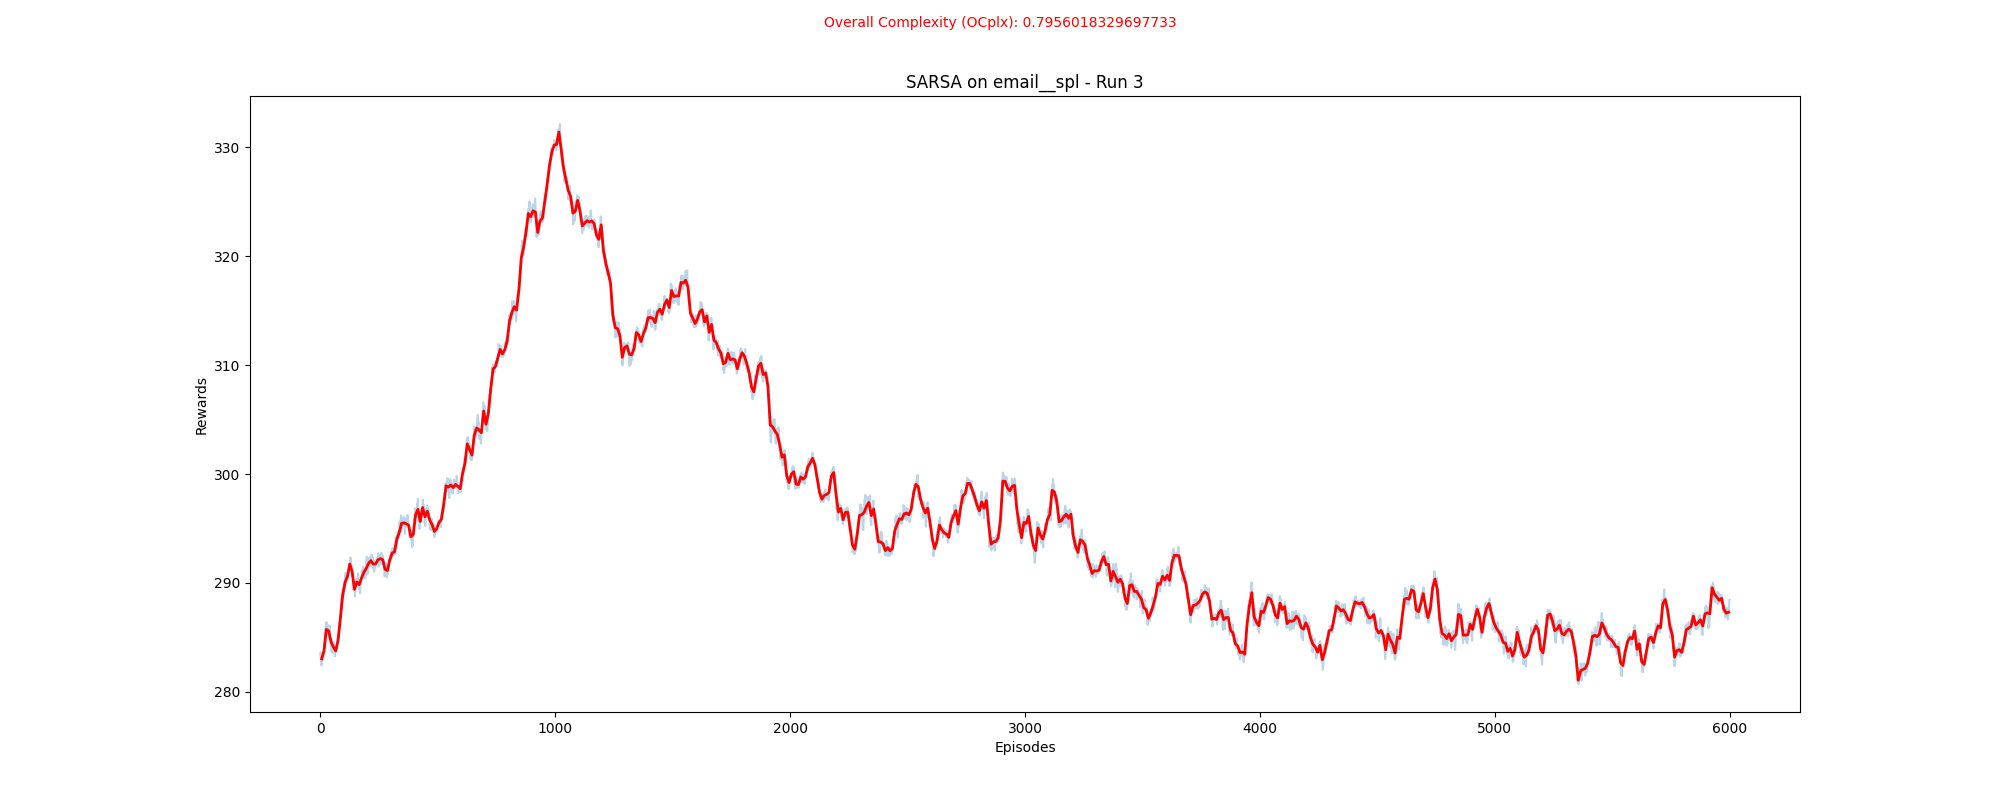 Overall Complexity (OCplx): 0.7956018329697733
SARSA on email__spl - Run 3
330
320
310
300
290
280
Rewards
0 1000 2000 3000 4000 5000 6000
Episodes